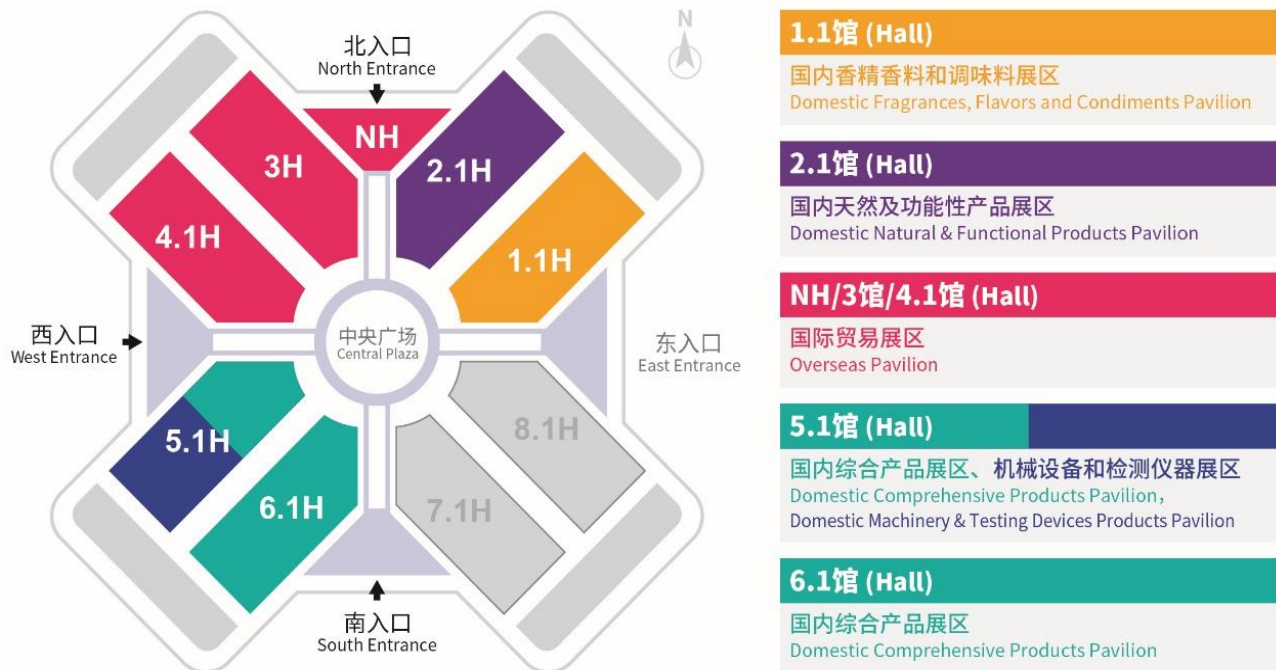 北入口
North Entrance
N
NH
3H
2.1H
4.1H
1.1H
西入口
West Entrance
中央广场
Central Plaza
东入口
East Entrance
5.1H
8.1H
6.1H
7.1H
南入口
South Entrance
1.1馆 (Hall)
国内香精香料和调味料展区
Domestic Fragrances, Flavors and Condiments Pavilion
2.1馆 (Hall)
国内天然及功能性产品展区
Domestic Natural & Functional Products Pavilion
NH/3馆/4.1馆 (Hall)
国际贸易展区
Overseas Pavilion
5.1馆 (Hall)
国内综合产品展区、机械设备和检测仪器展区
Domestic Comprehensive Products Pavilion,
Domestic Machinery & Testing Devices Products Pavilion
6.1馆 (Hall)
国内综合产品展区
Domestic Comprehensive Products Pavilion